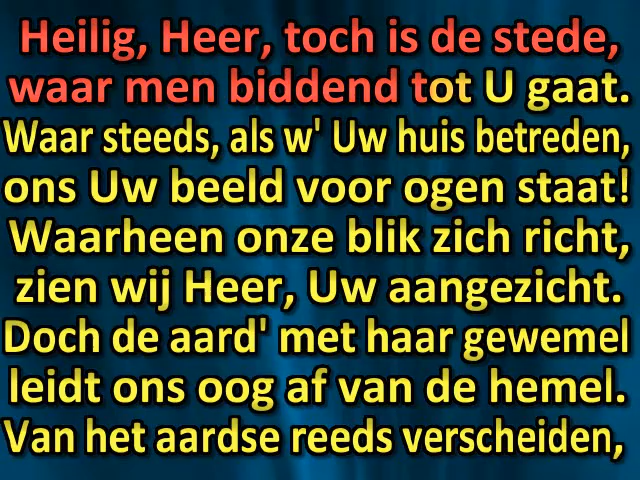 Heilig, Heer, toch is de stede,
waar men biddend tot U gaat.
Waar steeds, als w' Uw huis betreden,
ons Uw beeld voor ogen staat!
Waarheen onze blik zich richt,
zien wij Heer, Uw aangezicht.
Doch de aard' met haar gewemel
leidt ons oog af van de hemel.
Van het aardse reeds verscheiden,